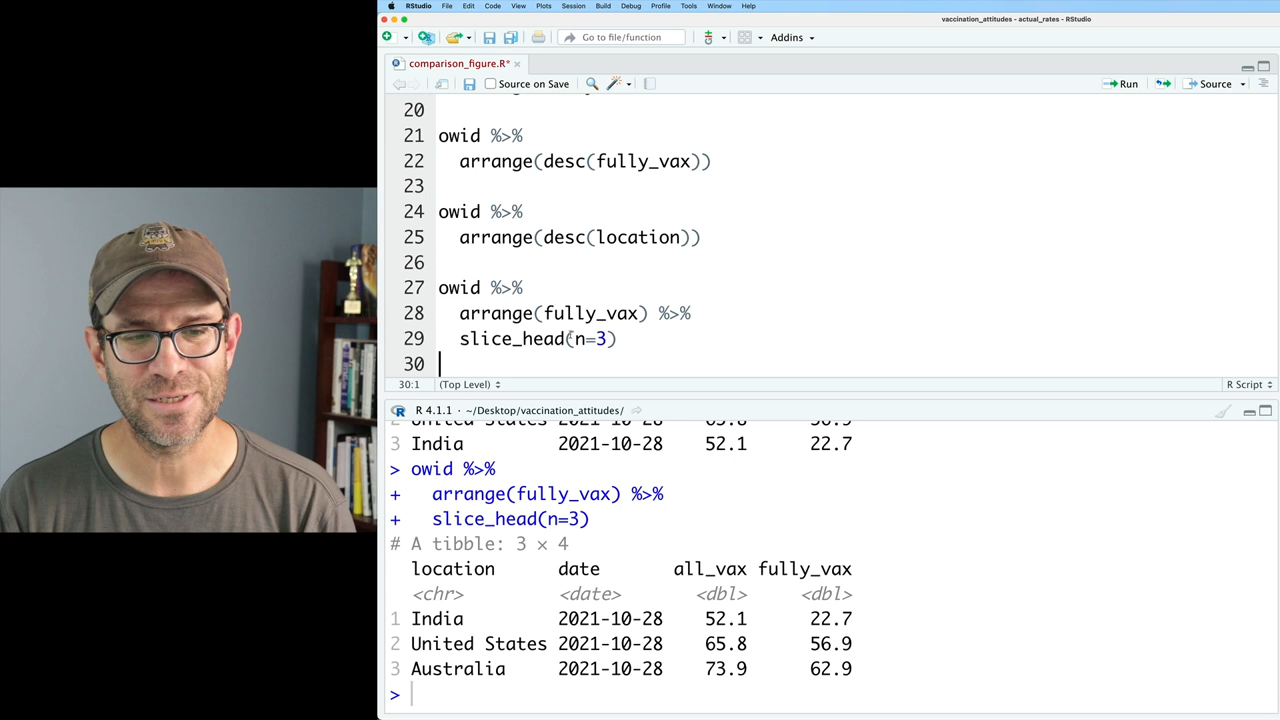 RStudio File Edit Code View Plots Session Build Debug Profile Tools Window Help
vaccination_attitudes - actual_rates - RStudio
Go to file/function Addins
comparison_figure.R*
Source on Save Run Source
20
21 owid %>%
22 arrange(desc(fully_vax))
23
24 owid %>%
25 arrange(desc(location))
26
27 owid %>%
28 arrange(fully_vax) %>%
29 slice_head(n=3)
30
30:1 (Top Level) R Script
R 4.1.1 · ~/Desktop/vaccination_attitudes/
3 India 2021-10-28 52.1 22.7
> owid %>%
+ arrange(fully_vax) %>%
+ slice_head(n=3)
# A tibble: 3 × 4
location date all_vax fully_vax
<chr> <date> <dbl> <dbl>
1 India 2021-10-28 52.1 22.7
2 United States 2021-10-28 65.8 56.9
3 Australia 2021-10-28 73.9 62.9
>